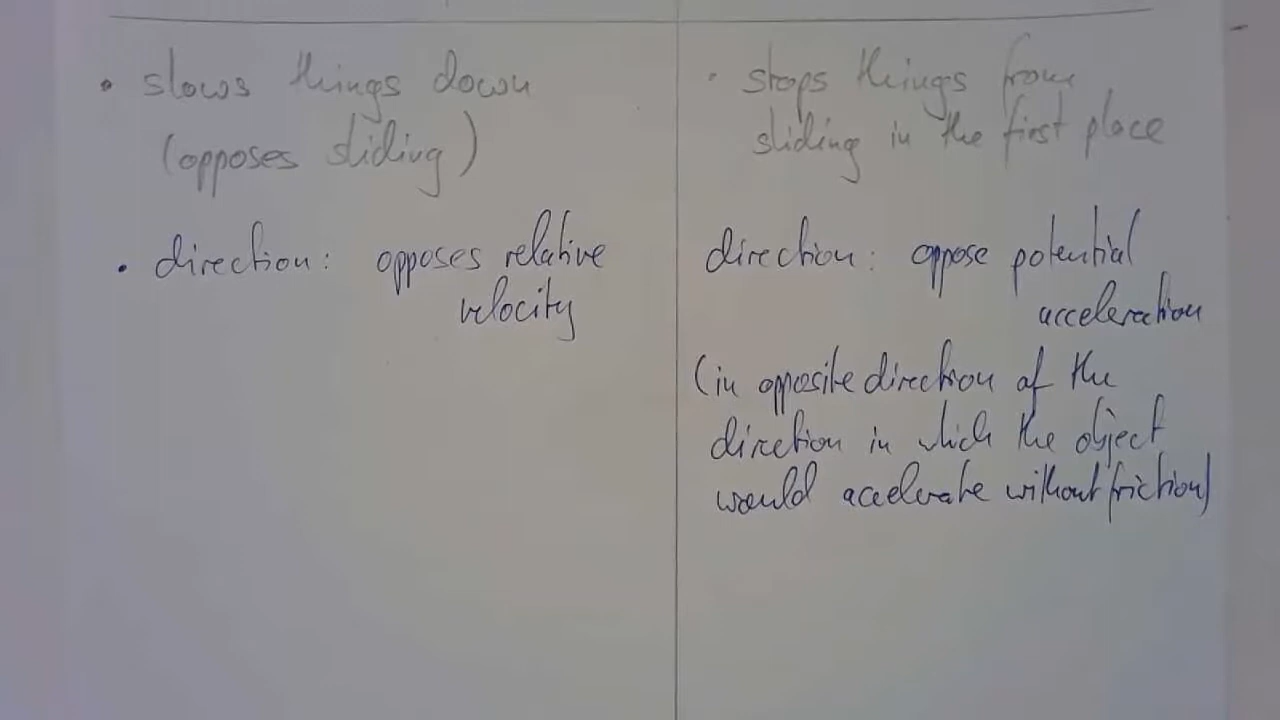 • slows things down
(opposes sliding)
• direction: opposes relative
velocity
• stops things from
sliding in the first place
direction: oppose potential
acceleration
(in opposite direction of the
direction in which the object
would accelerate without friction)